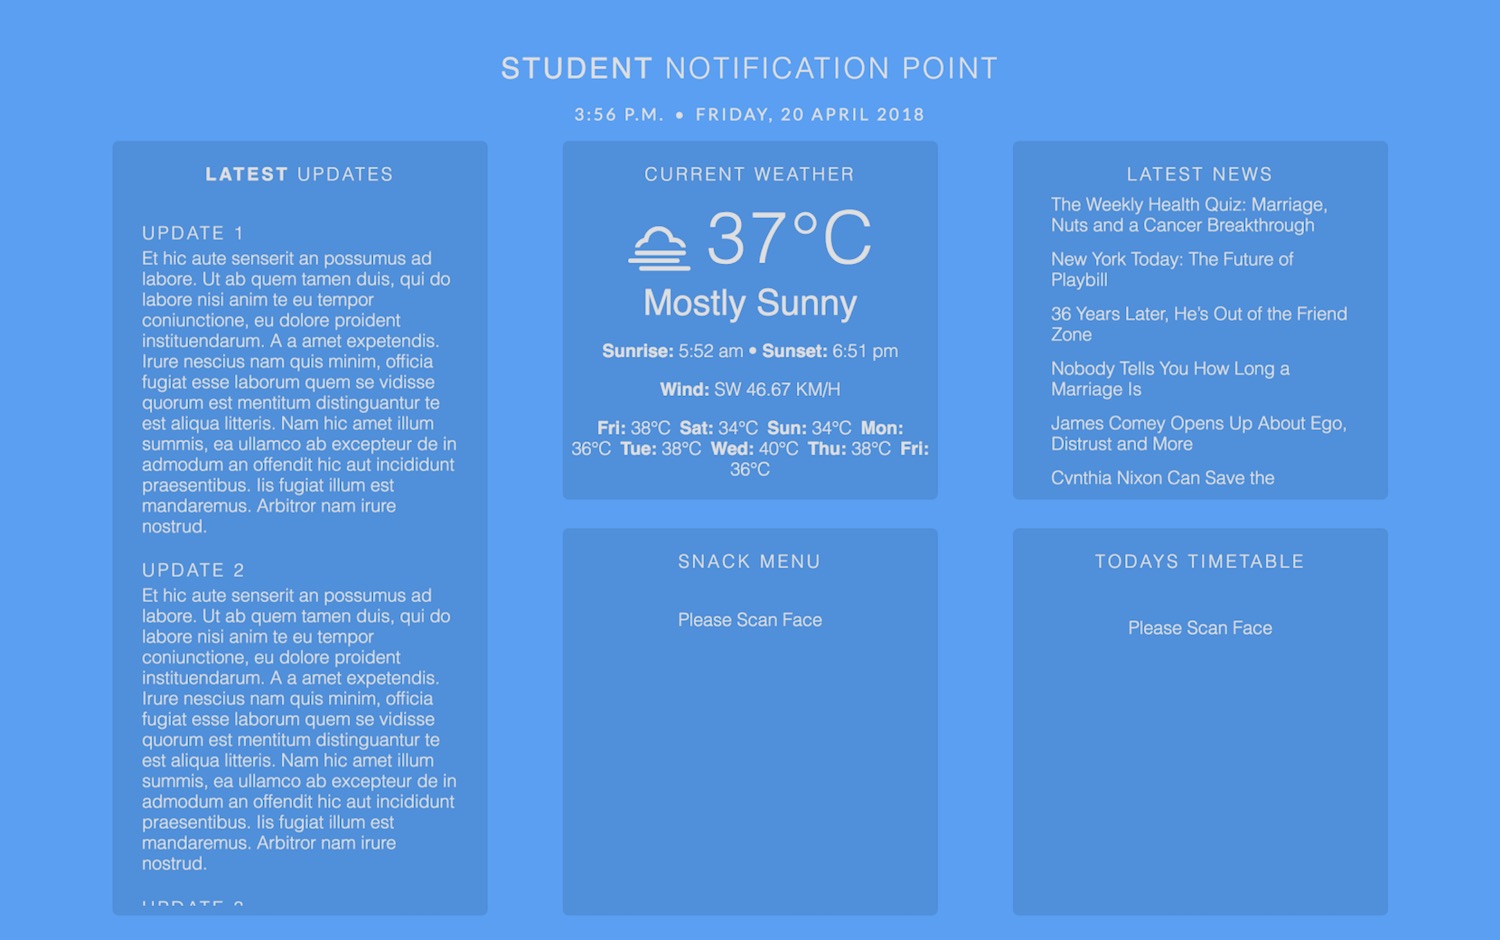 STUDENT NOTIFICATION POINT
3:56 P.M. • FRIDAY, 20 APRIL 2018
LATEST UPDATES
UPDATE 1
Et hic aute senserit an possumus ad
labore. Ut ab quem tamen duis, qui do
labore nisi anim te eu tempor
coniunctione, eu dolore proident
instituendarum. A a amet expetendis.
Irure nescius nam quis minim, officia
fugiat esse laborum quem se vidisse
quorum est mentitum distinguantur te
est aliqua litteris. Nam hic amet illum
summis, ea ullamco ab excepteur de in
admodum an offendit hic aut incididunt
praesentibus. Iis fugiat illum est
mandaremus. Arbitror nam irure
nostrud.
UPDATE 2
Et hic aute senserit an possumus ad
labore. Ut ab quem tamen duis, qui do
labore nisi anim te eu tempor
coniunctione, eu dolore proident
instituendarum. A a amet expetendis.
Irure nescius nam quis minim, officia
fugiat esse laborum quem se vidisse
quorum est mentitum distinguantur te
est aliqua litteris. Nam hic amet illum
summis, ea ullamco ab excepteur de in
admodum an offendit hic aut incididunt
praesentibus. Iis fugiat illum est
mandaremus. Arbitror nam irure
nostrud.
UPDATE 3
CURRENT WEATHER
37°C
Mostly Sunny
Sunrise: 5:52 am • Sunset: 6:51 pm
Wind: SW 46.67 KM/H
Fri: 38°C Sat: 34°C Sun: 34°C Mon:
36°C Tue: 38°C Wed: 40°C Thu: 38°C Fri:
36°C
LATEST NEWS
The Weekly Health Quiz: Marriage,
Nuts and a Cancer Breakthrough
New York Today: The Future of
Playbill
36 Years Later, He's Out of the Friend
Zone
Nobody Tells You How Long a
Marriage Is
James Comey Opens Up About Ego,
Distrust and More
Cynthia Nixon Can Save the
SNACK MENU
Please Scan Face
TODAYS TIMETABLE
Please Scan Face